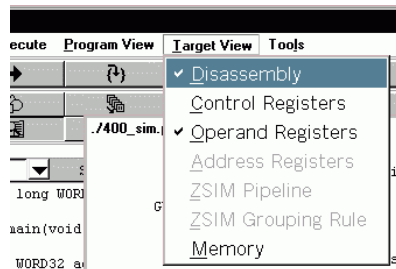 ecute Program View Target View Tools
Disassembly
Control Registers
./400_sim.
Operand Registers
Address Registers
long WOR
ZSIM Pipeline
ZSIM Grouping Rule
main(void
Memory
WORD32